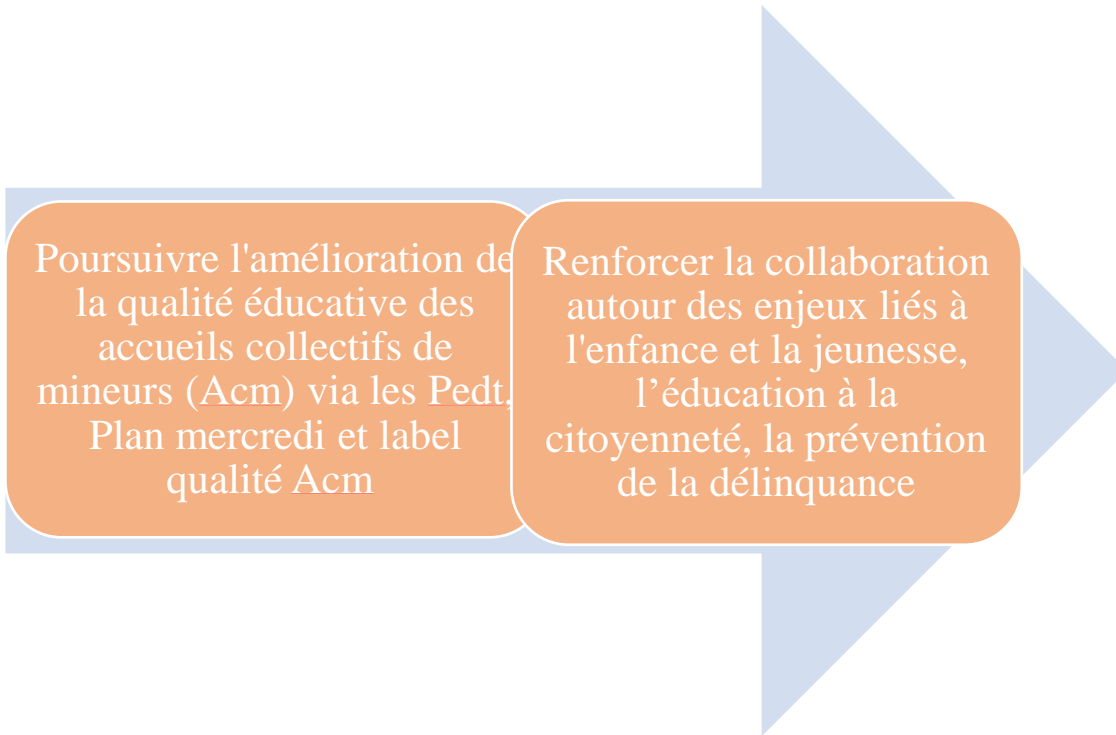 Poursuivre l'amélioration de
la qualité éducative des
accueils collectifs de
mineurs (Acm) via les Pedt,
Plan mercredi et label
qualité Acm
Renforcer la collaboration
autour des enjeux liés à
l'enfance et la jeunesse,
l’éducation à la
citoyenneté, la prévention
de la délinquance